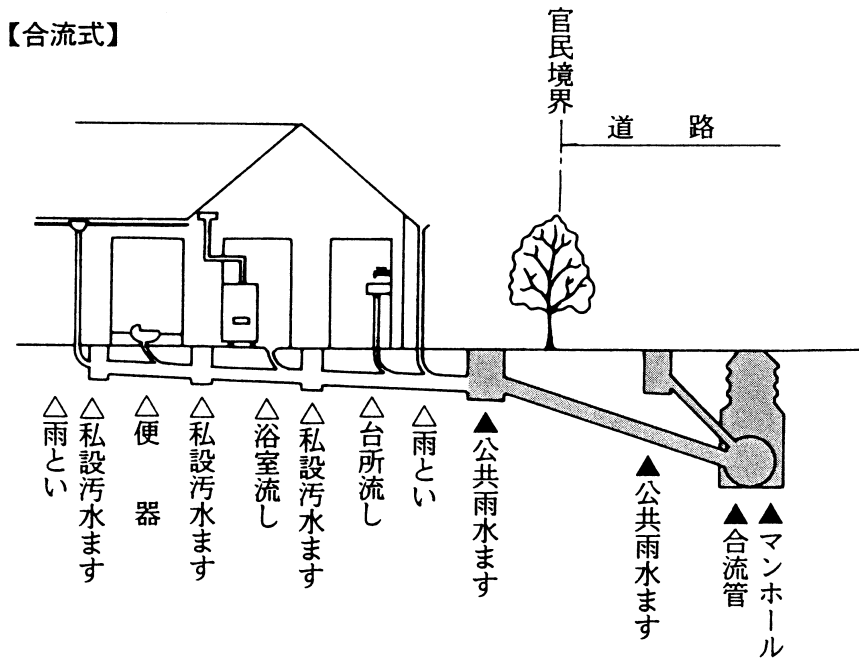 【合流式】
官民境界
道路
△雨とい
△私設汚水ます
△便器
△私設汚水ます
△浴室流し
△私設汚水ます
△台所流し
△雨とい
▲公共雨水ます
▲公共雨水ます
▲合流管
▲マンホール